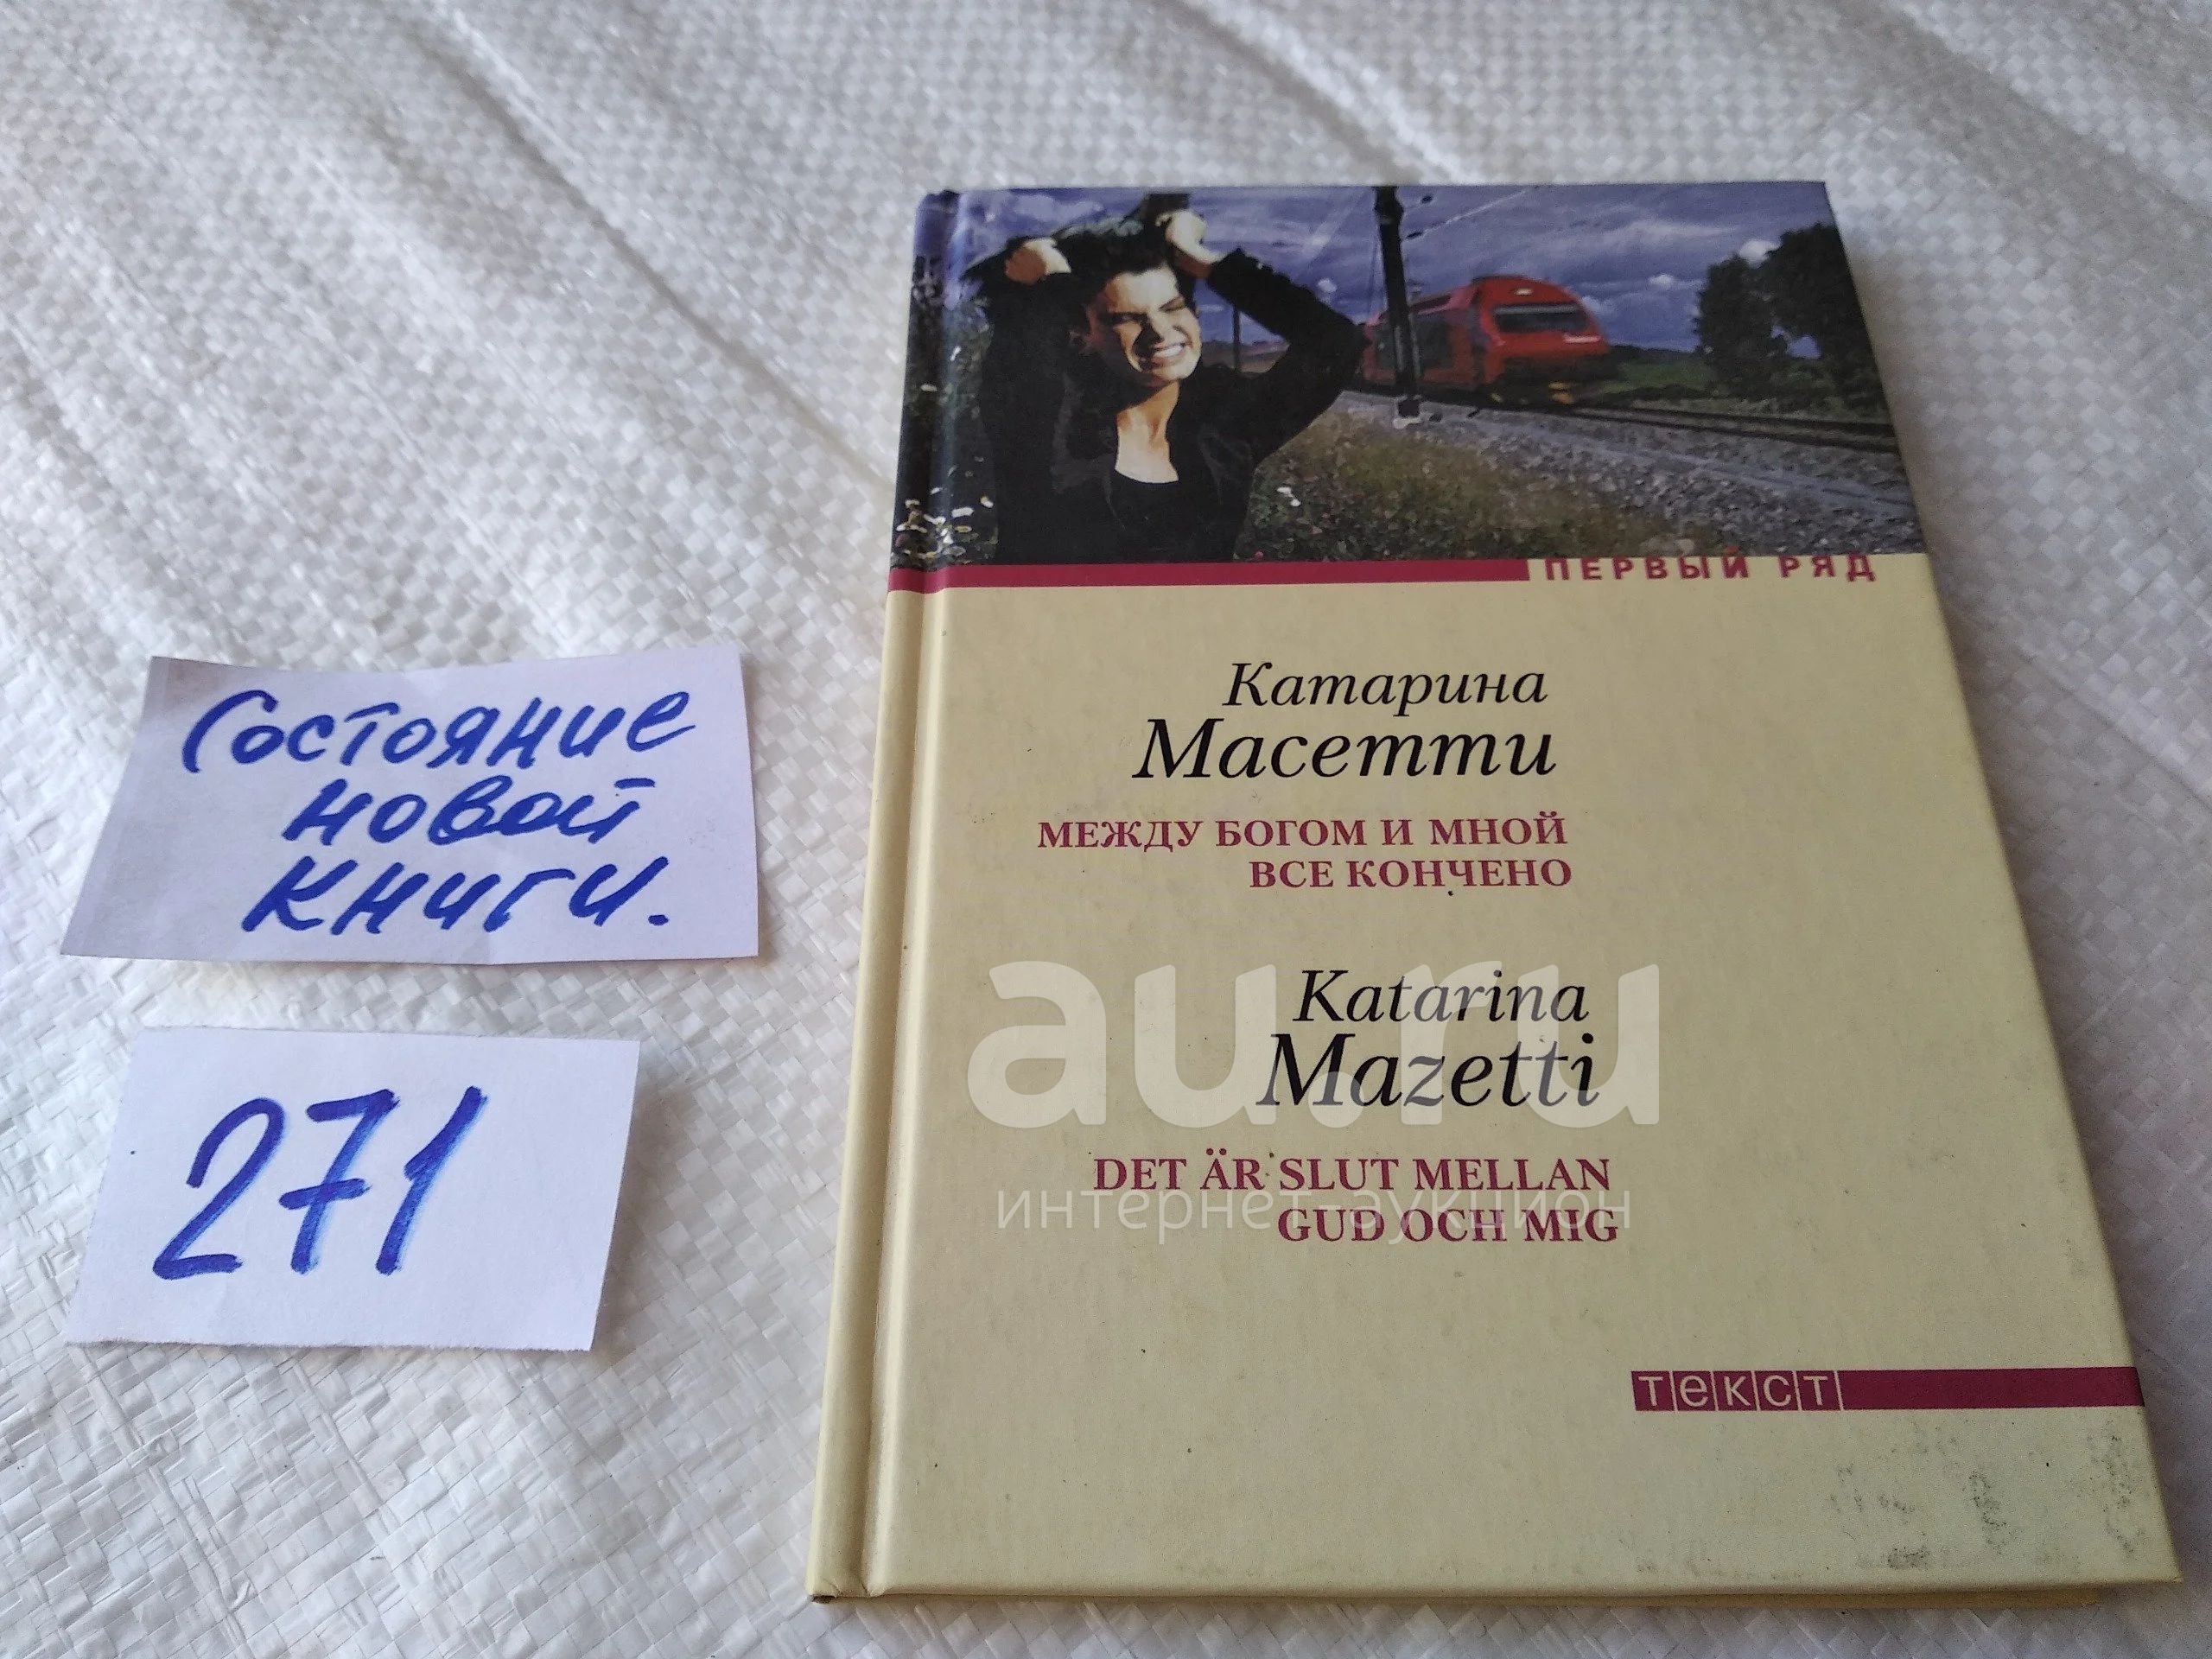 Состояние
новой
книги.
271
ПЕРВЫЙ РЯД
Катарина
Масетти
МЕЖДУ БОГОМ И МНОЙ
ВСЕ КОНЧЕНО
Katarina
Mazetti
DET ÄR SLUT MELLAN
GUD OCH MIG
текст
au.ru
интернет-аукцион